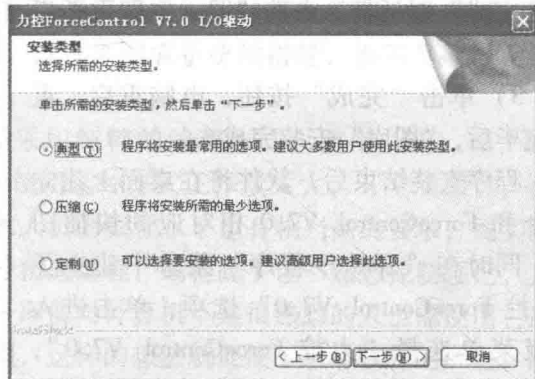 力控ForceControl V7.0 I/O驱动
安装类型
选择所需的安装类型。
单击所需的安装类型，然后单击“下一步”。
典型(T)
程序将安装最常用的选项。建议大多数用户使用此安装类型。
压缩(C)
程序将安装所需的最少选项。
定制(U)
可以选择要安装的选项。建议高级用户选择此选项。
InstallShield
< 上一步(B)
下一步(N) >
取消